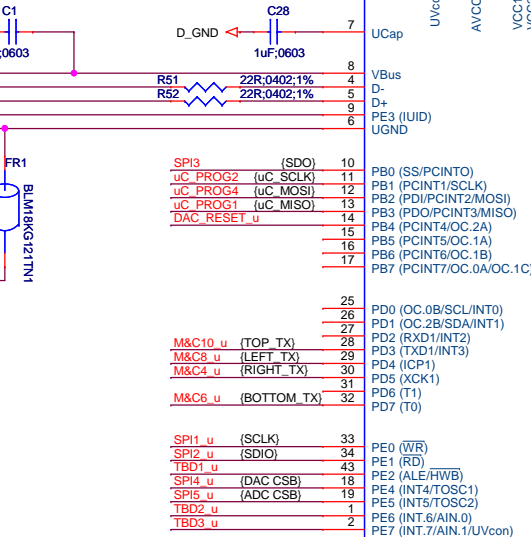 C1
;0603
D_GND
C28
1uF;0603
7
UCap
UVcc
AVCC
VCC1
8
VBus
R51
22R;0402;1%
4
D-
R52
22R;0402;1%
5
D+
9
PE3 (IUID)
6
UGND
FR1
BLM18KG121TN1
SPI3 {SDO} 10 PB0 (SS/PCINTO)
uC_PROG2 {uC_SCLK} 11 PB1 (PCINT1/SCLK)
uC_PROG4 {uC_MOSI} 12 PB2 (PDI/PCINT2/MOSI)
uC_PROG1 {uC_MISO} 13 PB3 (PDO/PCINT3/MISO)
DAC_RESET_u 14 PB4 (PCINT4/OC.2A)
15 PB5 (PCINT5/OC.1A)
16 PB6 (PCINT6/OC.1B)
17 PB7 (PCINT7/OC.0A/OC.1C)
25 PD0 (OC.0B/SCL/INT0)
26 PD1 (OC.2B/SDA/INT1)
27 PD2 (RXD1/INT2)
M&C10_u {TOP_TX} 28 PD3 (TXD1/INT3)
M&C8_u {LEFT_TX} 29 PD4 (ICP1)
M&C4_u {RIGHT_TX} 30 PD5 (XCK1)
31 PD6 (T1)
M&C6_u {BOTTOM_TX} 32 PD7 (T0)
SPI1_u {SCLK} 33 PE0 (WR)
SPI2_u {SDIO} 34 PE1 (RD)
TBD1_u 43 PE2 (ALE/HWB)
SPI4_u {DAC CSB} 18 PE4 (INT4/TOSC1)
SPI5_u {ADC CSB} 19 PE5 (INT5/TOSC2)
TBD2_u 1 PE6 (INT.6/AIN.0)
TBD3_u 2 PE7 (INT.7/AIN.1/UVcon)